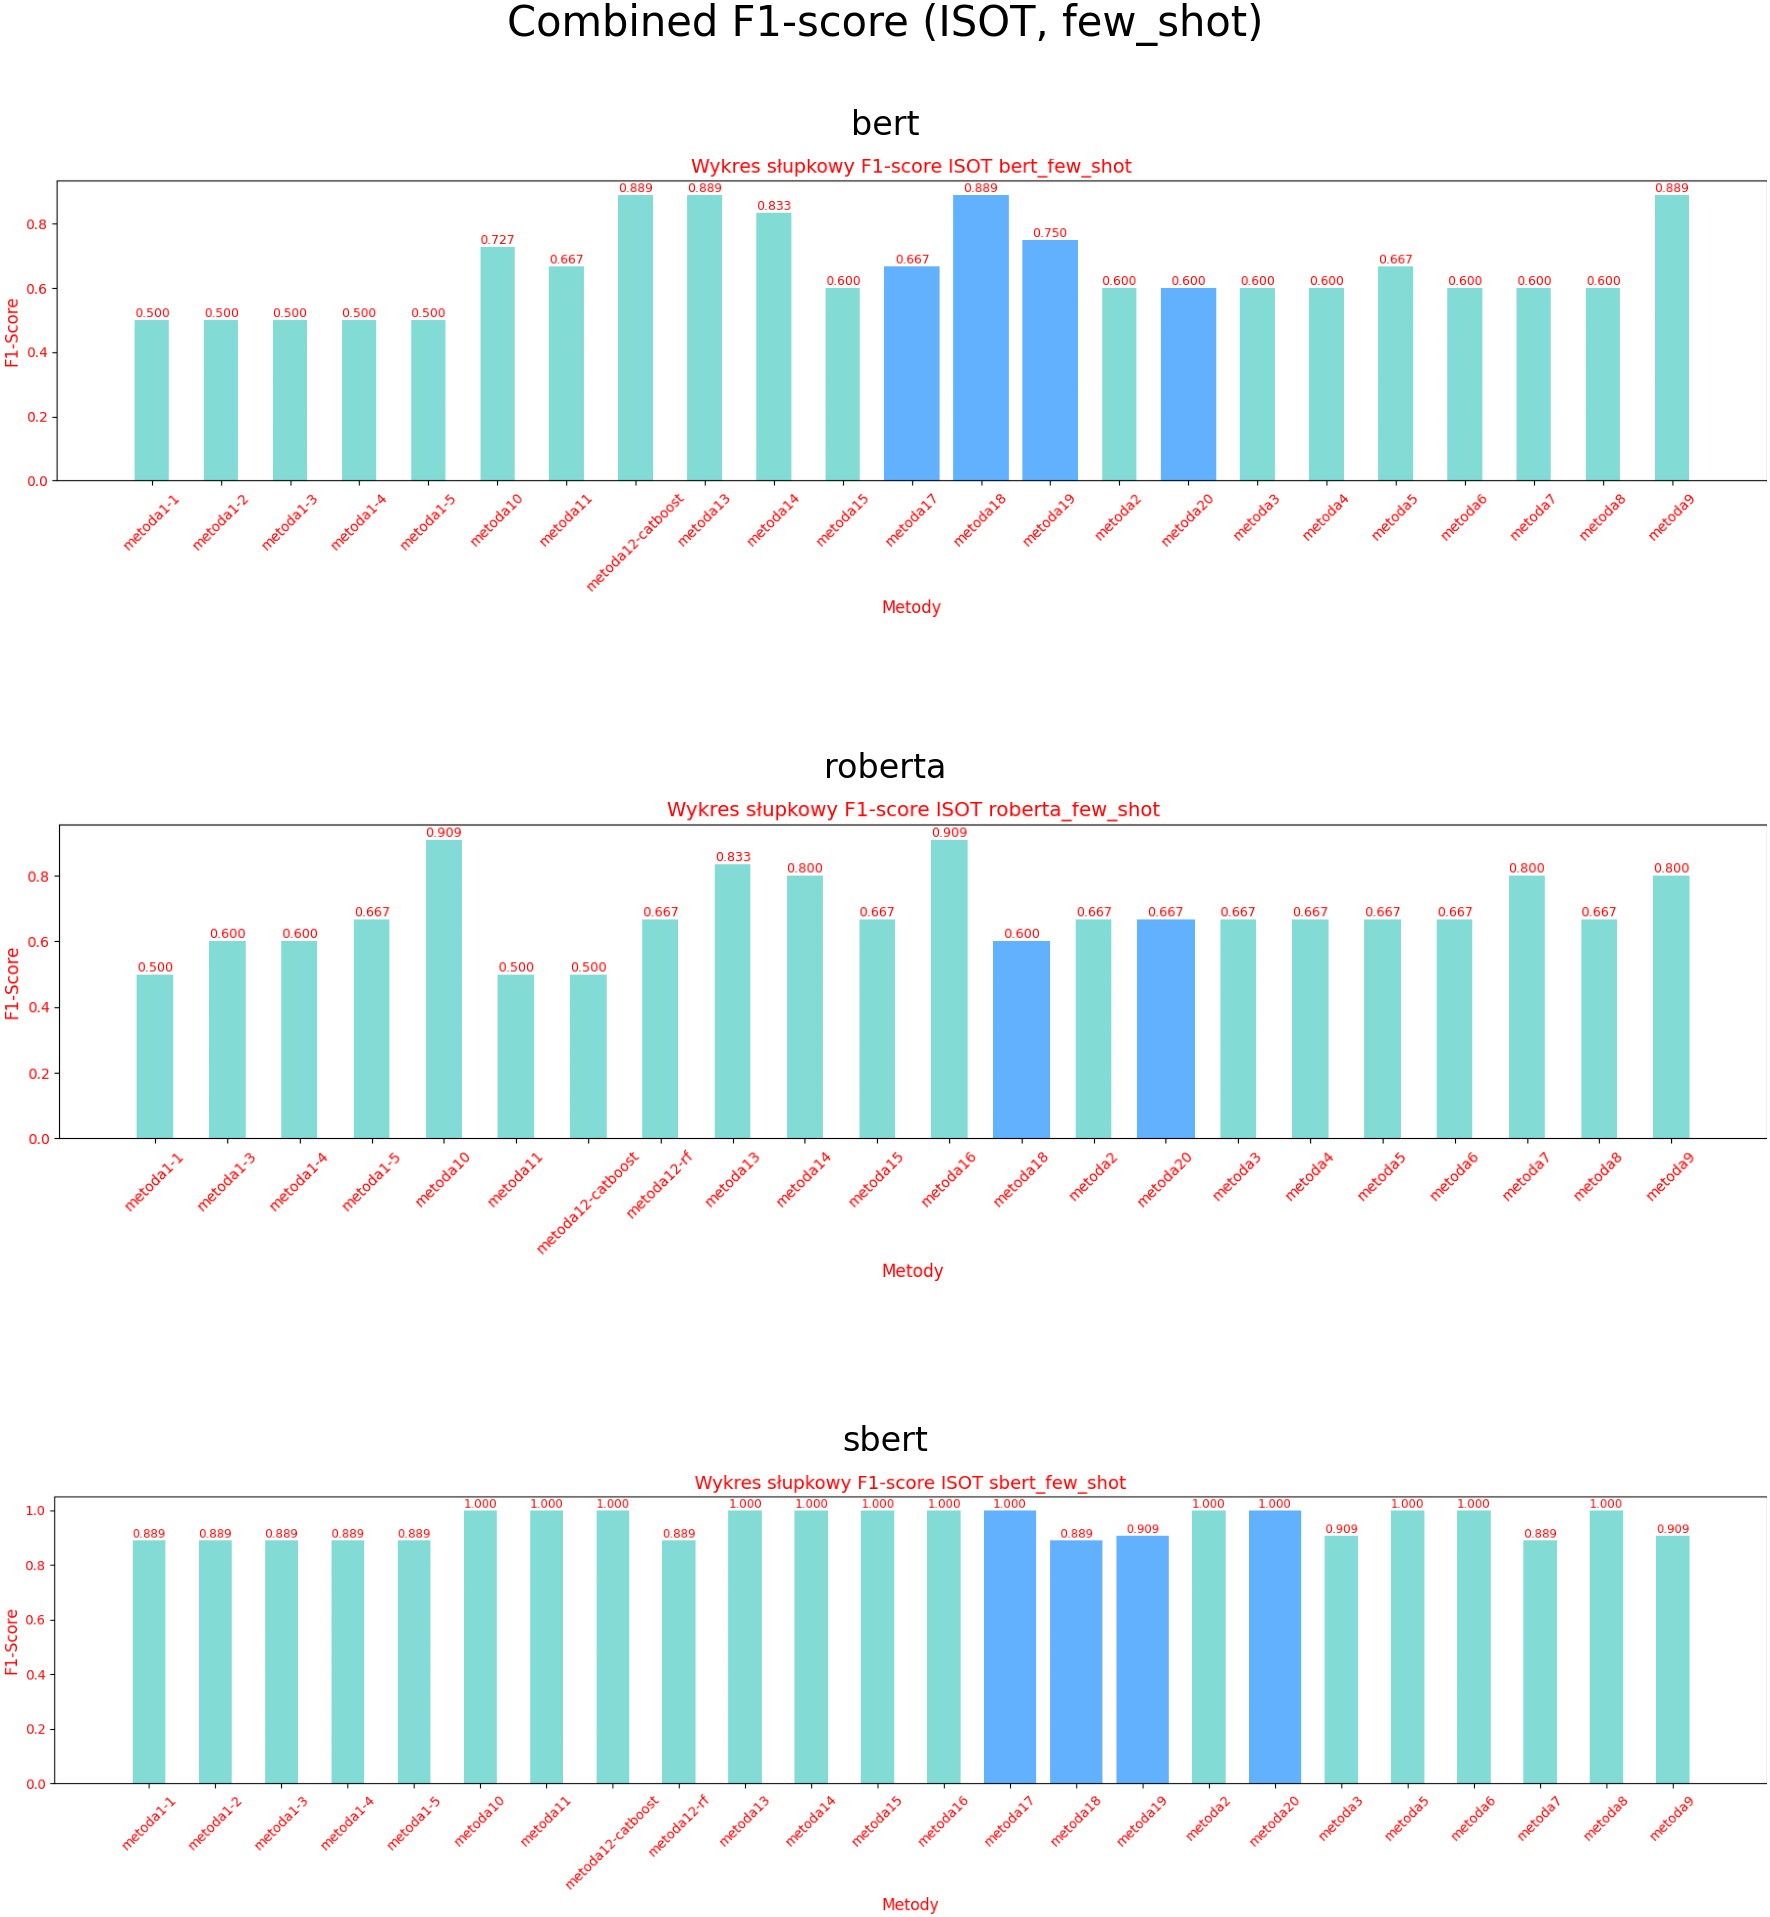 Combined F1-score (ISOT, few_shot)
bert
Wykres słupkowy F1-score ISOT bert_few_shot
0.889 0.889 0.889 0.889
0.833
0.727 0.750
0.667 0.667 0.667
0.600 0.600 0.600 0.600 0.600 0.600 0.600 0.600
0.500 0.500 0.500 0.500 0.500
F1-Score
0.8
0.6
0.4
0.2
0.0
metoda1-1 metoda1-2 metoda1-3 metoda1-4 metoda1-5 metoda10 metoda11 metoda12-catboost metoda13 metoda14 metoda15 metoda17 metoda18 metoda19 metoda2 metoda20 metoda3 metoda4 metoda5 metoda6 metoda7 metoda8 metoda9
Metody
roberta
Wykres słupkowy F1-score ISOT roberta_few_shot
0.500 0.600 0.600 0.667 0.909 0.500 0.500 0.667 0.833 0.800 0.667 0.909 0.600 0.667 0.667 0.667 0.667 0.667 0.667 0.800 0.667 0.800
F1-Score
0.8
0.6
0.4
0.2
0.0
metoda1-1 metoda1-3 metoda1-4 metoda1-5 metoda10 metoda11 metoda12-catboost metoda12-rf metoda13 metoda14 metoda15 metoda16 metoda18 metoda2 metoda20 metoda3 metoda4 metoda5 metoda6 metoda7 metoda8 metoda9
Metody
sbert
Wykres słupkowy F1-score ISOT sbert_few_shot
0.889 0.889 0.889 0.889 0.889 1.000 1.000 1.000 0.889 1.000 1.000 1.000 1.000 1.000 0.889 0.909 1.000 1.000 0.909 1.000 1.000 0.889 1.000 0.909
F1-Score
1.0
0.8
0.6
0.4
0.2
0.0
metoda1-1 metoda1-2 metoda1-3 metoda1-4 metoda1-5 metoda10 metoda11 metoda12-catboost metoda12-rf metoda13 metoda14 metoda15 metoda16 metoda17 metoda18 metoda19 metoda2 metoda20 metoda3 metoda5 metoda6 metoda7 metoda8 metoda9
Metody